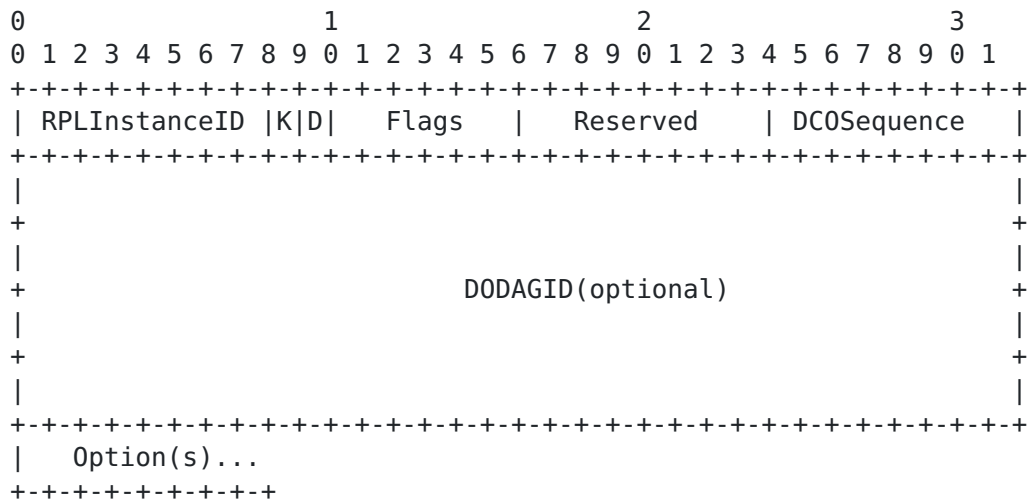 0                   1                   2                   3
0 1 2 3 4 5 6 7 8 9 0 1 2 3 4 5 6 7 8 9 0 1 2 3 4 5 6 7 8 9 0 1
+-+-+-+-+-+-+-+-+-+-+-+-+-+-+-+-+-+-+-+-+-+-+-+-+-+-+-+-+-+-+-+-+
| RPLInstanceID |K|D|   Flags   |   Reserved    | DCOSequence   |
+-+-+-+-+-+-+-+-+-+-+-+-+-+-+-+-+-+-+-+-+-+-+-+-+-+-+-+-+-+-+-+-+
|                                                               |
+                                                               +
|                                                               |
+                            DODAGID(optional)                  +
|                                                               |
+                                                               +
|                                                               |
+-+-+-+-+-+-+-+-+-+-+-+-+-+-+-+-+-+-+-+-+-+-+-+-+-+-+-+-+-+-+-+-+
|   Option(s)...
+-+-+-+-+-+-+-+-+